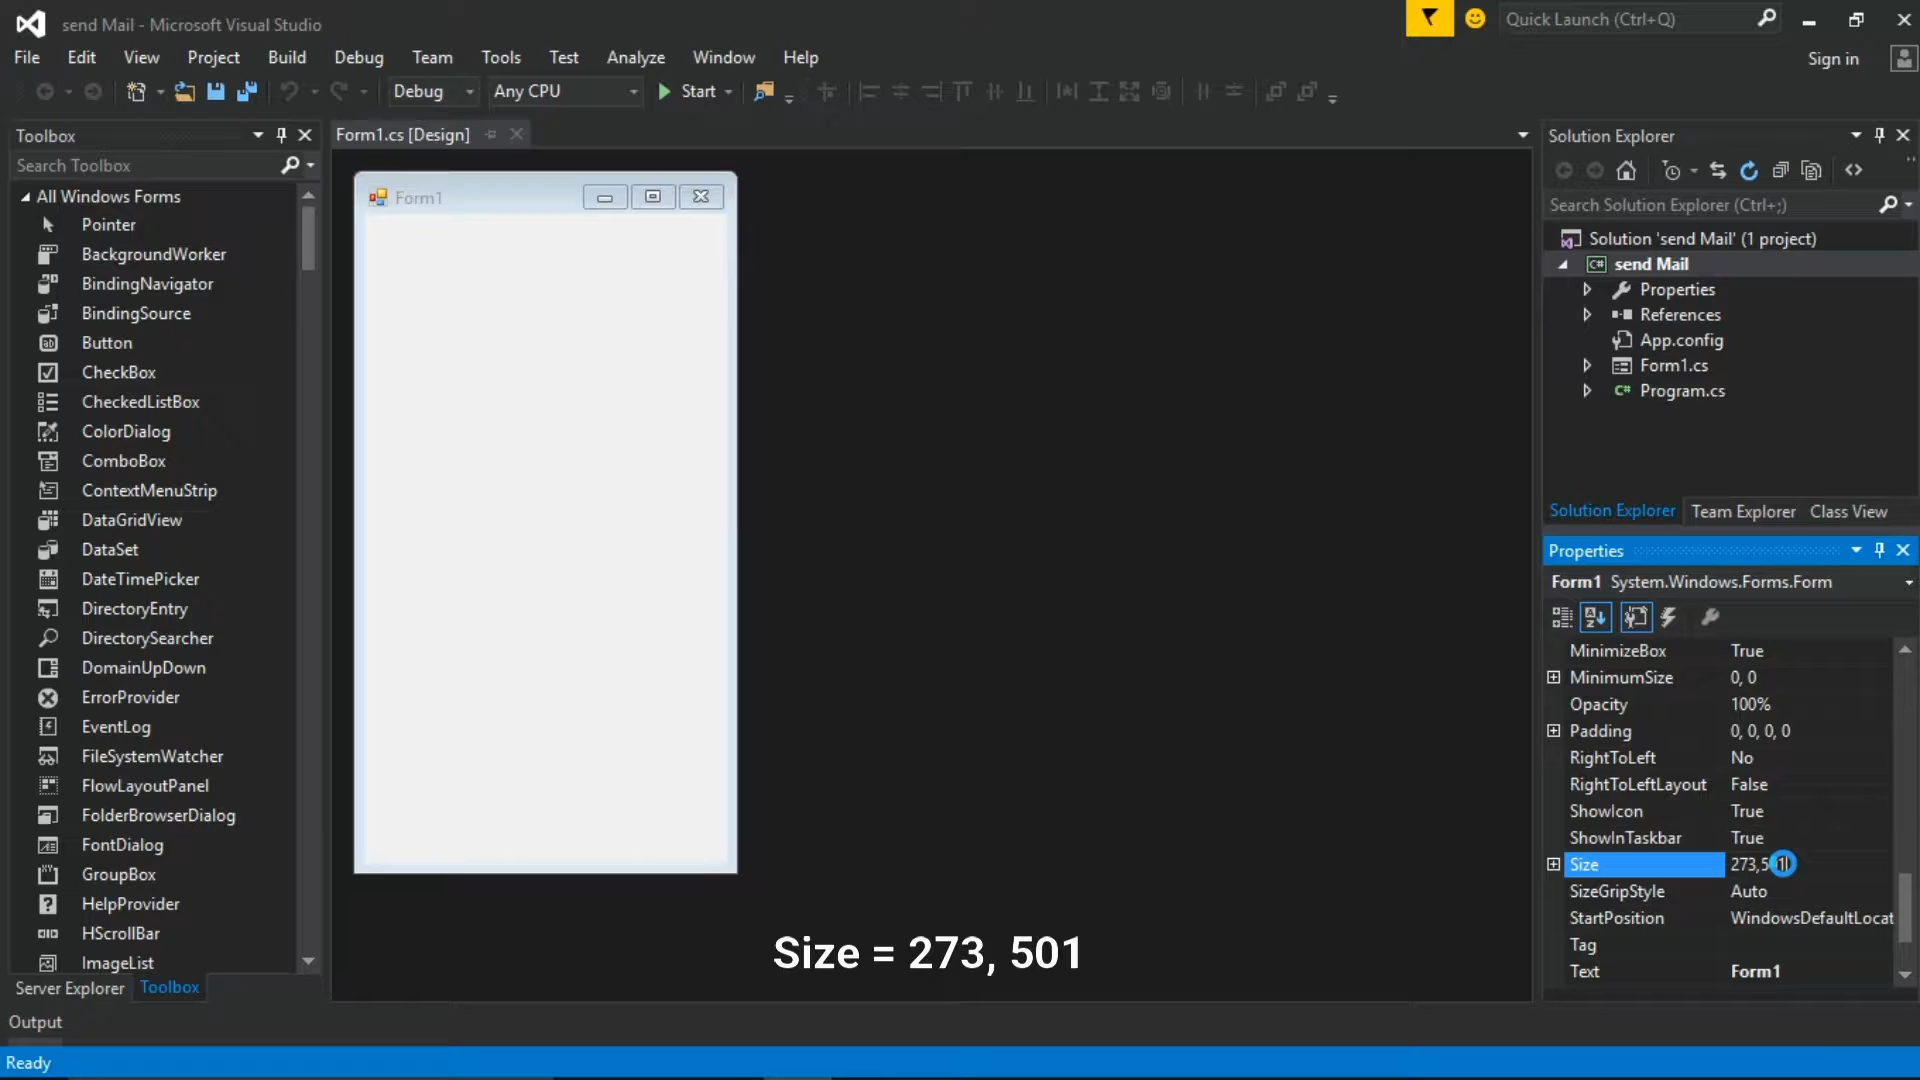 send Mail - Microsoft Visual Studio
Quick Launch (Ctrl+Q)
File Edit View Project Build Debug Team Tools Test Analyze Window Help
Sign in
Debug Any CPU Start
Toolbox
Search Toolbox
All Windows Forms
Pointer
BackgroundWorker
BindingNavigator
BindingSource
Button
CheckBox
CheckedListBox
ColorDialog
ComboBox
ContextMenuStrip
DataGridView
DataSet
DateTimePicker
DirectoryEntry
DirectorySearcher
DomainUpDown
ErrorProvider
EventLog
FileSystemWatcher
FlowLayoutPanel
FolderBrowserDialog
FontDialog
GroupBox
HelpProvider
HScrollBar
ImageList
Server Explorer Toolbox
Form1.cs [Design]
Form1
Size = 273, 501
Solution Explorer
Search Solution Explorer (Ctrl+;)
Solution 'send Mail' (1 project)
send Mail
Properties
References
App.config
Form1.cs
Program.cs
Solution Explorer Team Explorer Class View
Properties
Form1 System.Windows.Forms.Form
MinimizeBox True
MinimumSize 0, 0
Opacity 100%
Padding 0, 0, 0, 0
RightToLeft No
RightToLeftLayout False
ShowIcon True
ShowInTaskbar True
Size
SizeGripStyle Auto
StartPosition WindowsDefaultLocat
Tag
Text Form1
Output
Ready